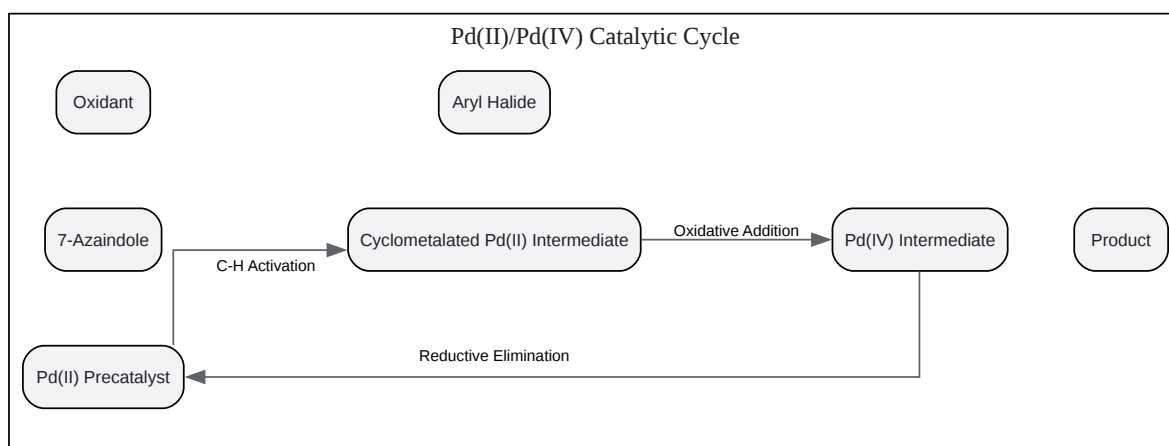 Pd(II)/Pd(IV) Catalytic Cycle
Oxidant
Aryl Halide
7-Azaindole
C-H Activation
Cyclometalated Pd(II) Intermediate
Oxidative Addition
Pd(IV) Intermediate
Product
Reductive Elimination
Pd(II) Precatalyst